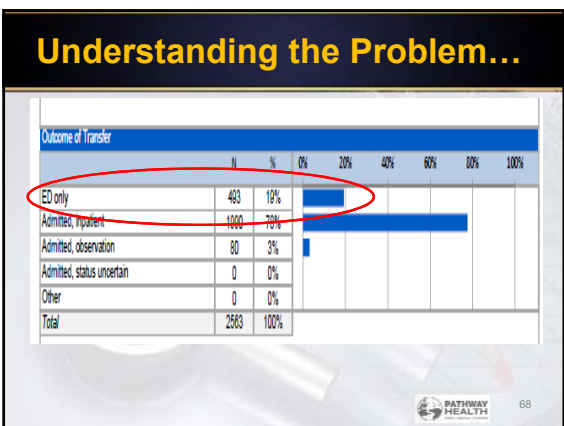 Understanding the Problem…
Outcome of Transfer
N % 0% 20% 40% 60% 80% 100%
ED only 493 19%
Admitted, inpatient 1990 78%
Admitted, observation 80 3%
Admitted, status uncertain 0 0%
Other 0 0%
Total 2563 100%
PATHWAY
HEALTH
68